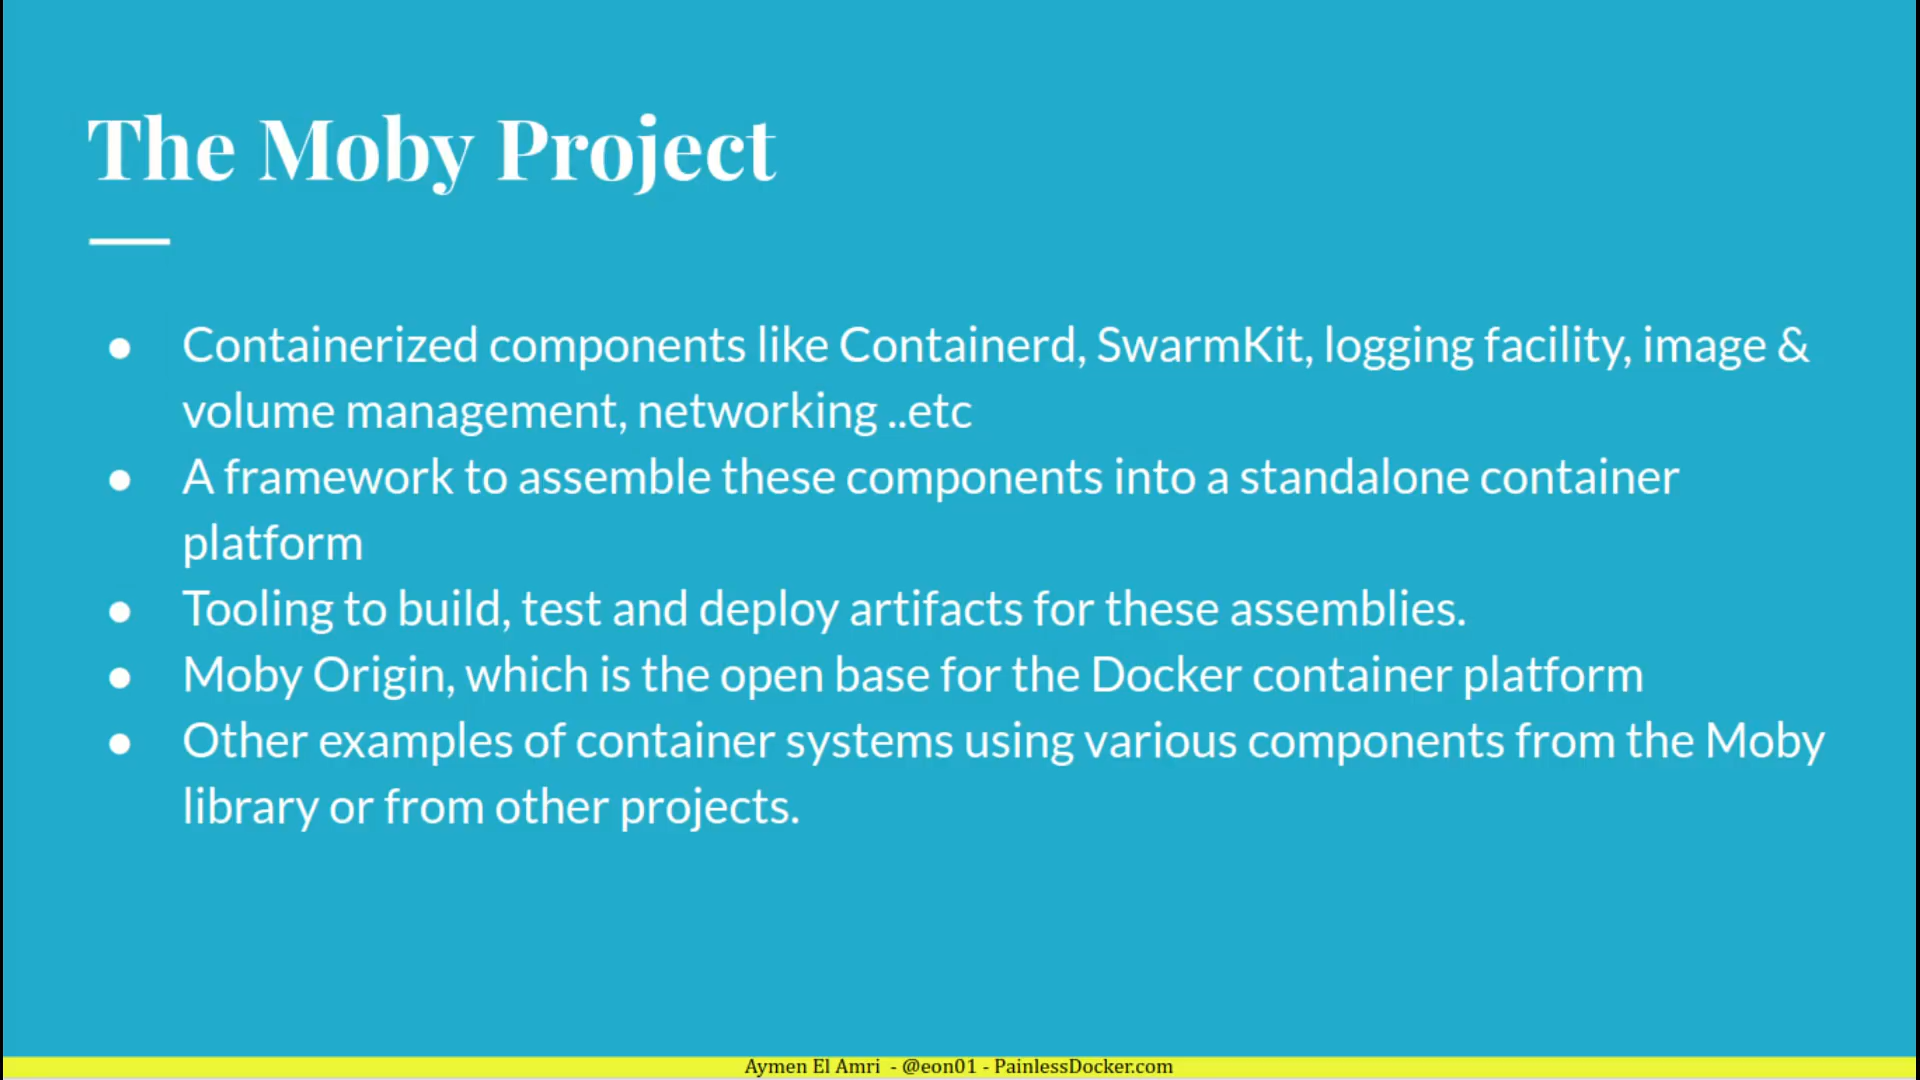 The Moby Project
● Containerized components like Containerd, SwarmKit, logging facility, image &
volume management, networking ..etc
● A framework to assemble these components into a standalone container
platform
● Tooling to build, test and deploy artifacts for these assemblies.
● Moby Origin, which is the open base for the Docker container platform
● Other examples of container systems using various components from the Moby
library or from other projects.
Aymen El Amri - @eon01 - PainlessDocker.com